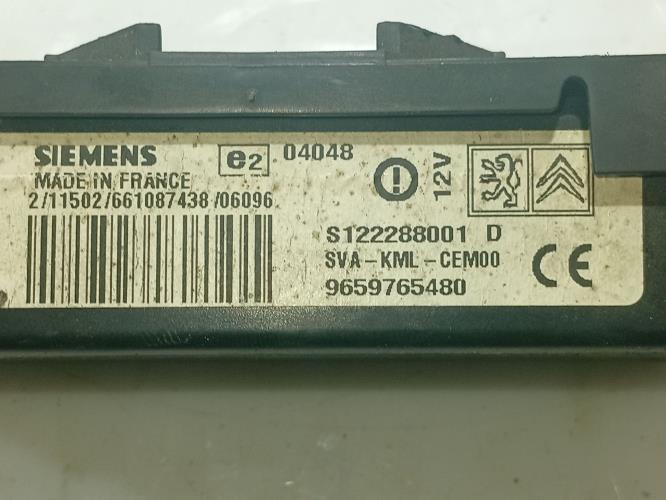 SIEMENS e2 04048
MADE IN FRANCE
2/11502/661087438/06096
12V
S122288001 D
SVA-KML-CEM00
9659765480
CE